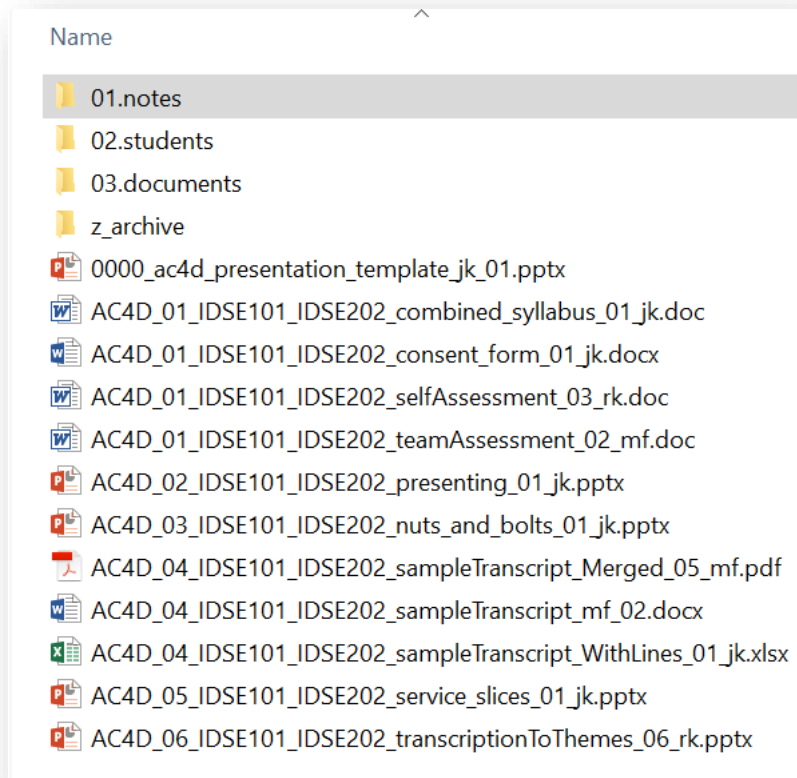 Name
01.notes
02.students
03.documents
z_archive
0000_ac4d_presentation_template_jk_01.pptx
AC4D_01_IDSE101_IDSE202_combined_syllabus_01_jk.doc
AC4D_01_IDSE101_IDSE202_consent_form_01_jk.docx
AC4D_01_IDSE101_IDSE202_selfAssessment_03_rk.doc
AC4D_01_IDSE101_IDSE202_teamAssessment_02_mf.doc
AC4D_02_IDSE101_IDSE202_presenting_01_jk.pptx
AC4D_03_IDSE101_IDSE202_nuts_and_bolts_01_jk.pptx
AC4D_04_IDSE101_IDSE202_sampleTranscript_Merged_05_mf.pdf
AC4D_04_IDSE101_IDSE202_sampleTranscript_mf_02.docx
AC4D_04_IDSE101_IDSE202_sampleTranscript_WithLines_01_jk.xlsx
AC4D_05_IDSE101_IDSE202_service_slices_01_jk.pptx
AC4D_06_IDSE101_IDSE202_transcriptionToThemes_06_rk.pptx